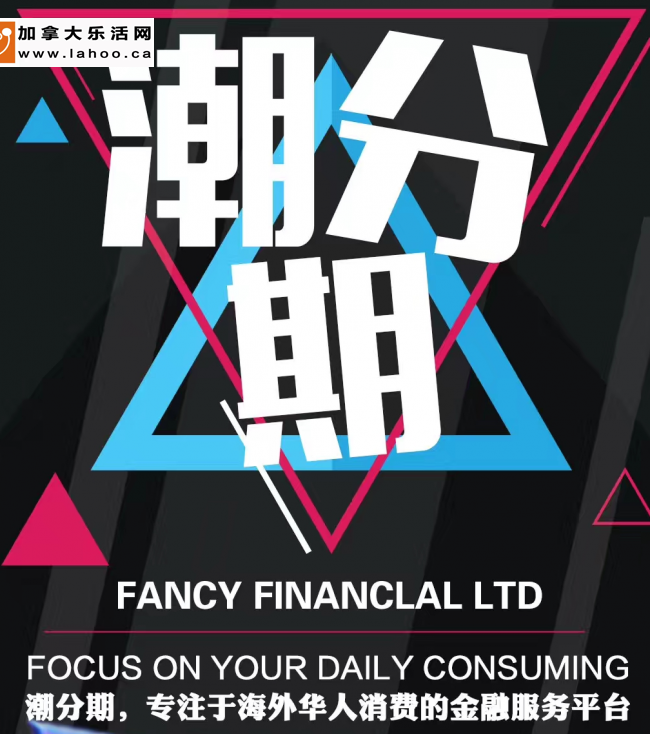 加拿大乐活网
www.lahoo.ca
潮分
期
FANCY FINANCLAL LTD
FOCUS ON YOUR DAILY CONSUMING
潮分期，专注于海外华人消费的金融服务平台